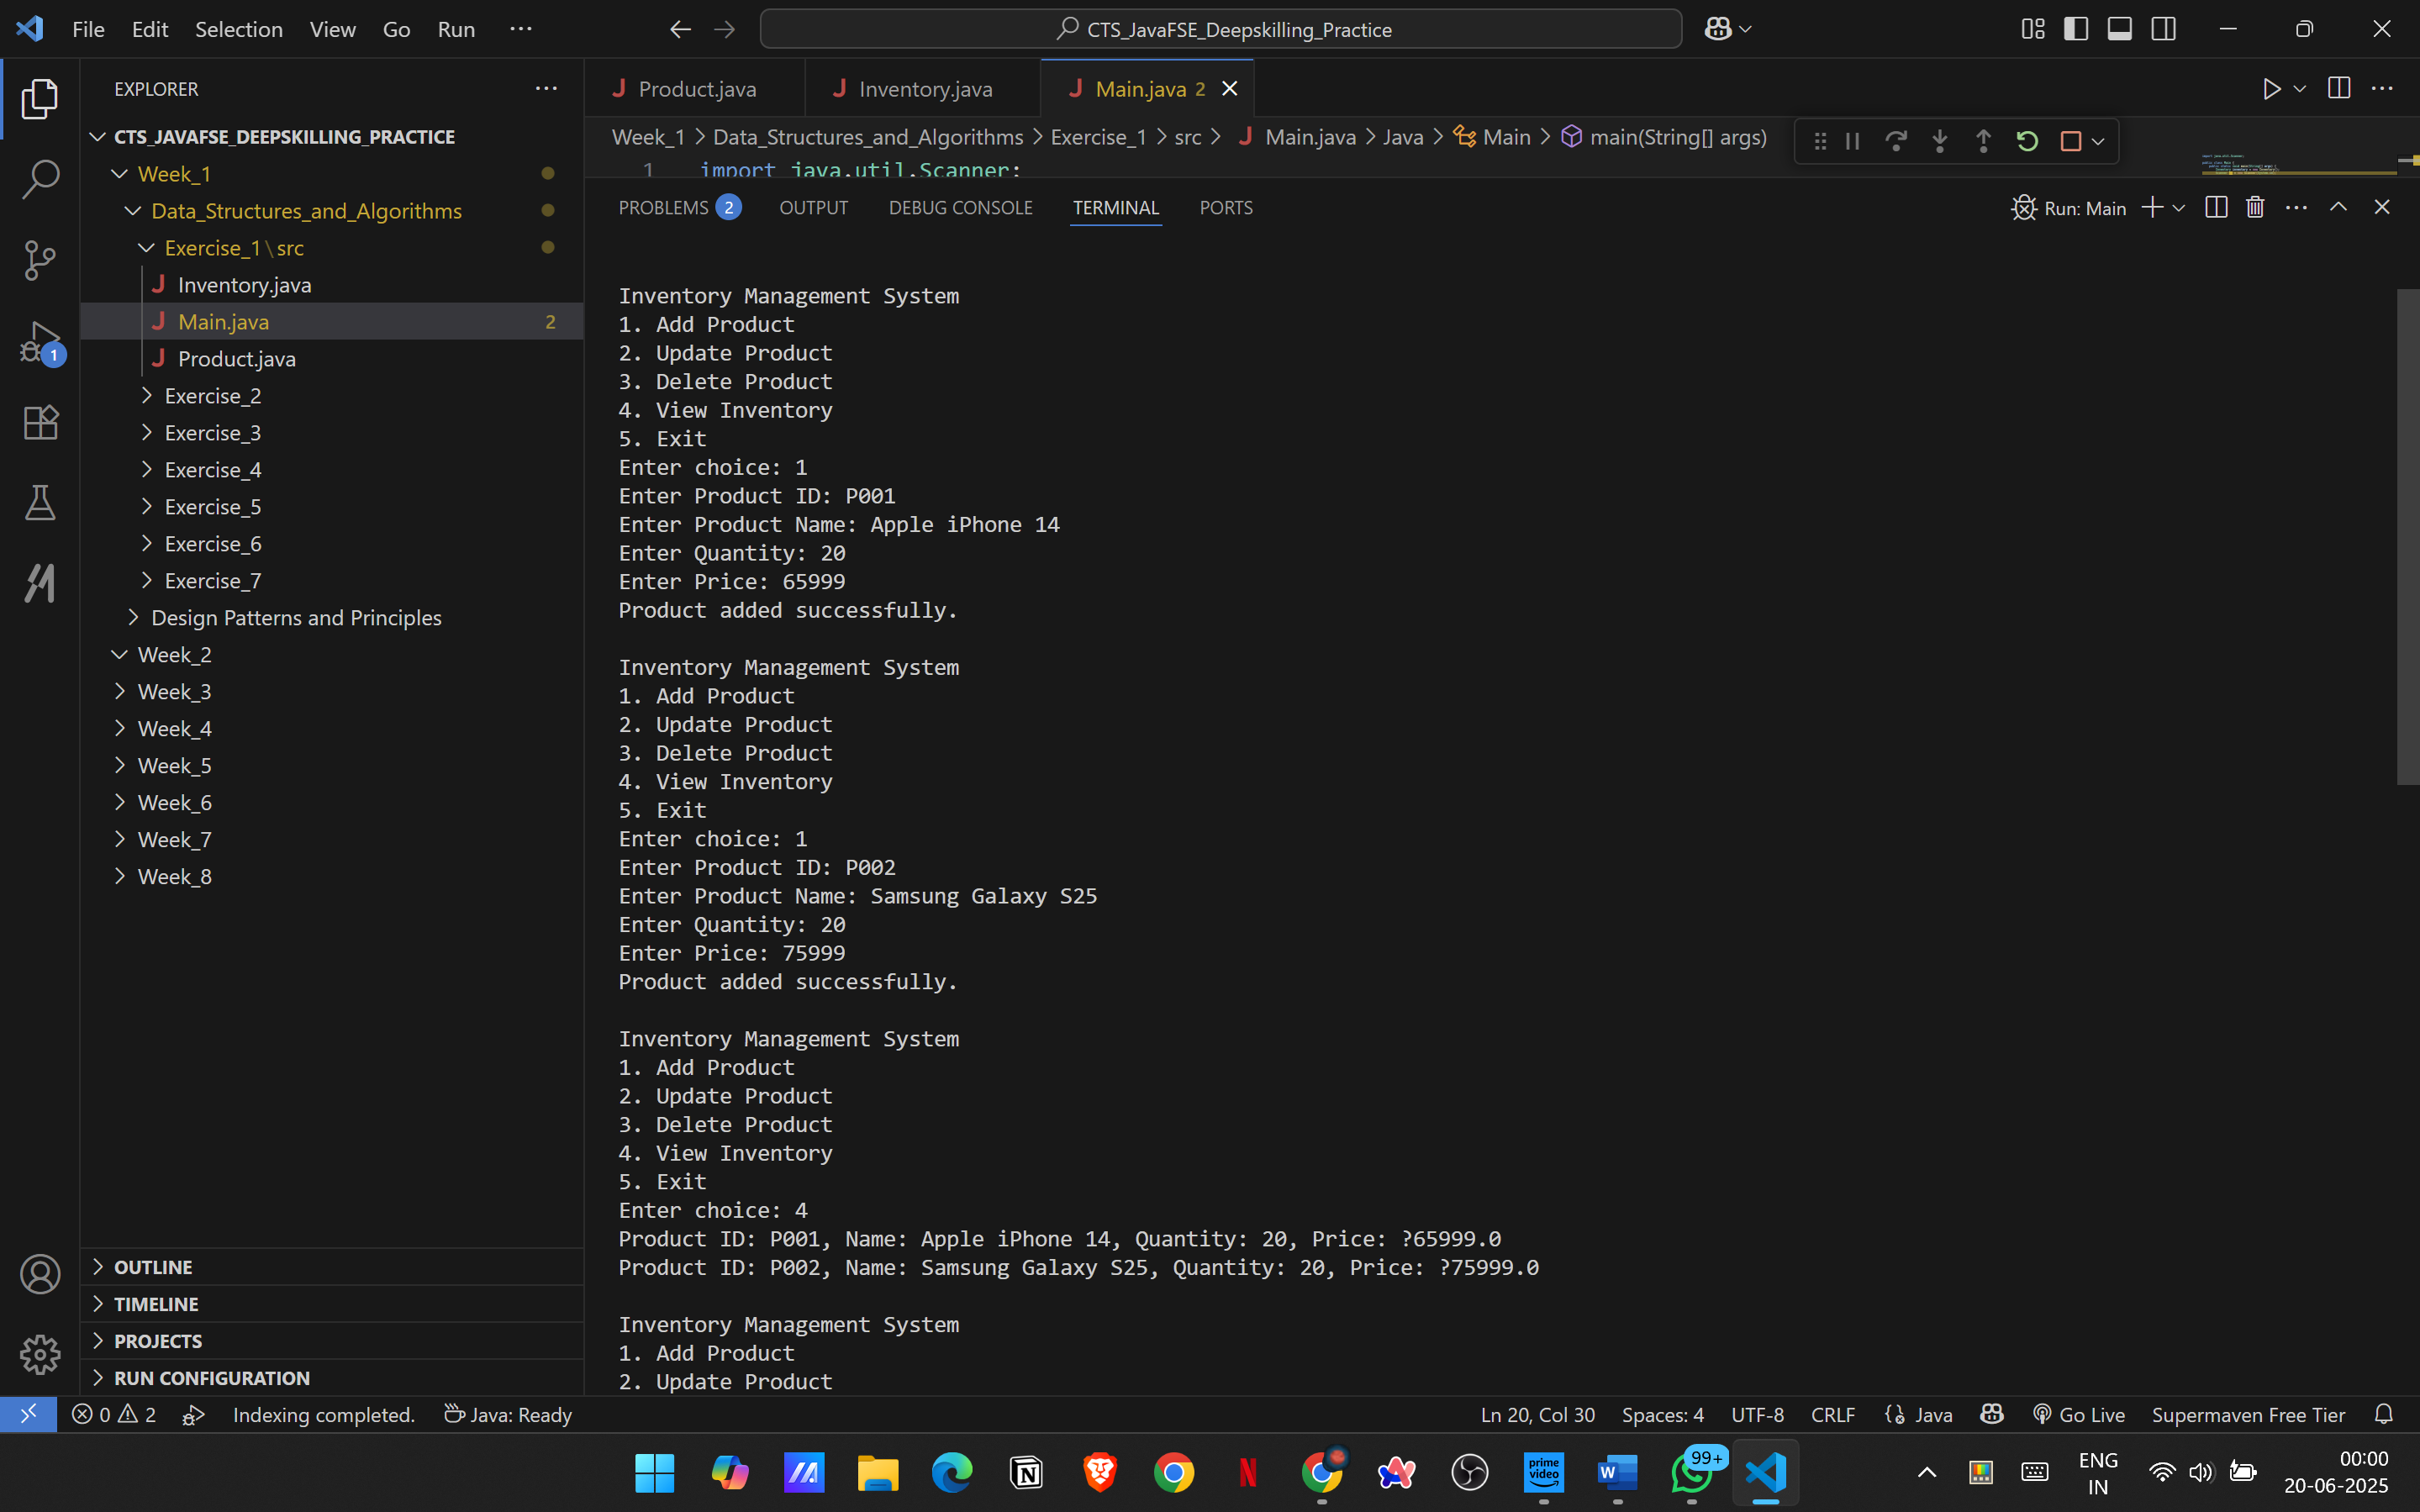 File Edit Selection View Go Run ···
CTS_JavaFSE_Deepskilling_Practice
EXPLORER
CTS_JAVAFSE_DEEPSKILLING_PRACTICE
Week_1
Data_Structures_and_Algorithms
Exercise_1\src
Inventory.java
Main.java 2
Product.java
Exercise_2
Exercise_3
Exercise_4
Exercise_5
Exercise_6
Exercise_7
Design Patterns and Principles
Week_2
Week_3
Week_4
Week_5
Week_6
Week_7
Week_8
OUTLINE
TIMELINE
PROJECTS
RUN CONFIGURATION
1
Product.java Inventory.java Main.java 2
Week_1 > Data_Structures_and_Algorithms > Exercise_1 > src > Main.java > Java > Main > main(String[] args)
1 import java.util.Scanner;
PROBLEMS 2 OUTPUT DEBUG CONSOLE TERMINAL PORTS
Run: Main
Inventory Management System
1. Add Product
2. Update Product
3. Delete Product
4. View Inventory
5. Exit
Enter choice: 1
Enter Product ID: P001
Enter Product Name: Apple iPhone 14
Enter Quantity: 20
Enter Price: 65999
Product added successfully.
Inventory Management System
1. Add Product
2. Update Product
3. Delete Product
4. View Inventory
5. Exit
Enter choice: 1
Enter Product ID: P002
Enter Product Name: Samsung Galaxy S25
Enter Quantity: 20
Enter Price: 75999
Product added successfully.
Inventory Management System
1. Add Product
2. Update Product
3. Delete Product
4. View Inventory
5. Exit
Enter choice: 4
Product ID: P001, Name: Apple iPhone 14, Quantity: 20, Price: ?65999.0
Product ID: P002, Name: Samsung Galaxy S25, Quantity: 20, Price: ?75999.0
Inventory Management System
1. Add Product
2. Update Product
0 2 Indexing completed. Java: Ready
Ln 20, Col 30 Spaces: 4 UTF-8 CRLF Java Go Live Supermaven Free Tier
prime
video
W
99+
ENG
IN
00:00
20-06-2025